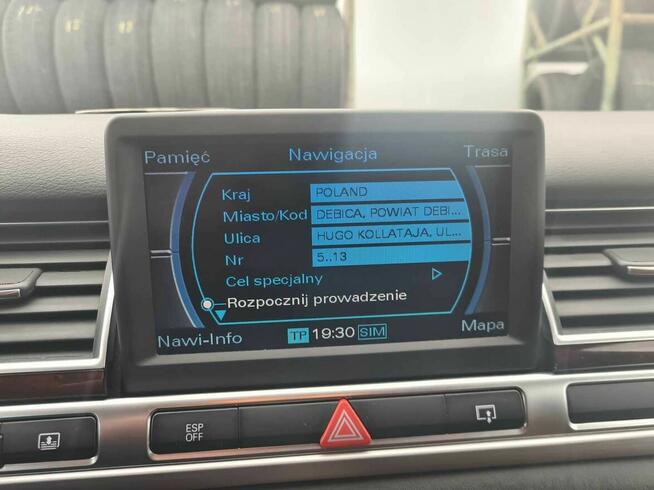 Pamięć Nawigacja Trasa
Kraj POLAND
Miasto/Kod DEBICA, POWIAT DEBI...
Ulica HUGO KOLLATAJA, UL...
Nr 5..13
Cel specjalny
Rozpocznij prowadzenie
Nawi-Info TP 19:30 SIM Mapa
ESP
OFF